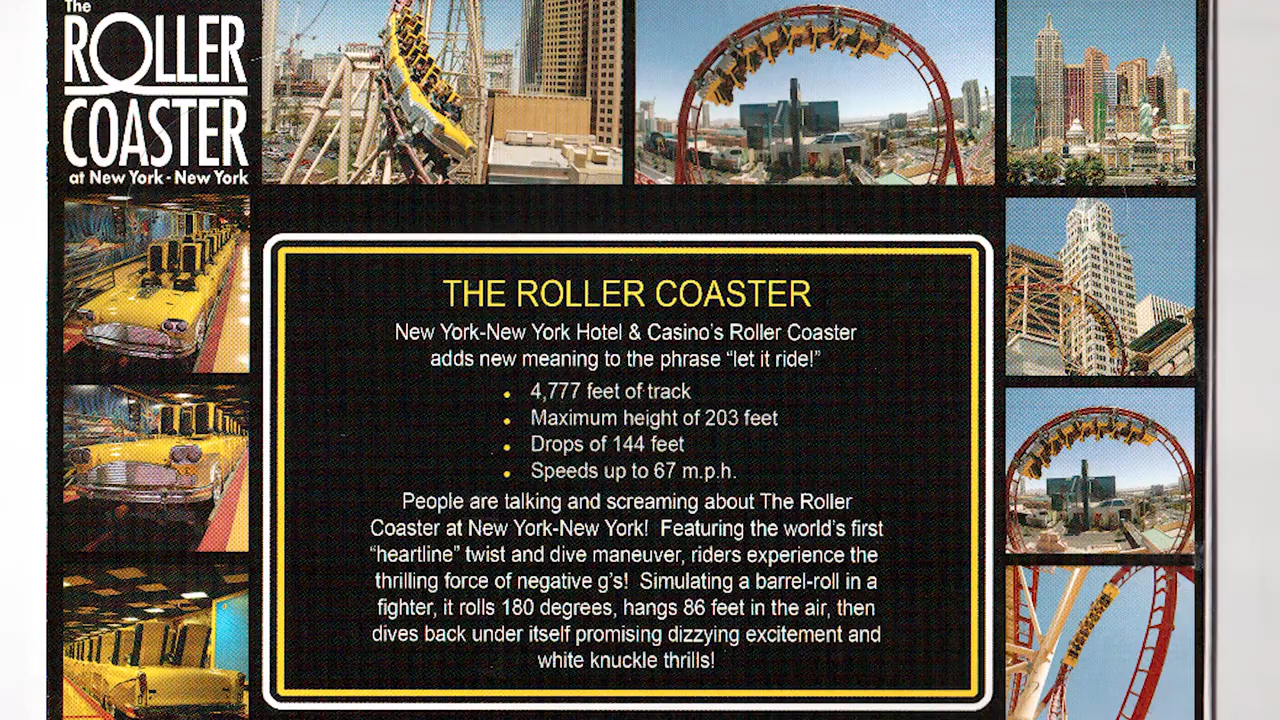 The
ROLLER
COASTER
at New York - New York
THE ROLLER COASTER
New York-New York Hotel & Casino's Roller Coaster
adds new meaning to the phrase “let it ride!”
• 4,777 feet of track
• Maximum height of 203 feet
• Drops of 144 feet
• Speeds up to 67 m.p.h.
People are talking and screaming about The Roller
Coaster at New York-New York! Featuring the world's first
“heartline” twist and dive maneuver, riders experience the
thrilling force of negative g's! Simulating a barrel-roll in a
fighter, it rolls 180 degrees, hangs 86 feet in the air, then
dives back under itself promising dizzying excitement and
white knuckle thrills!